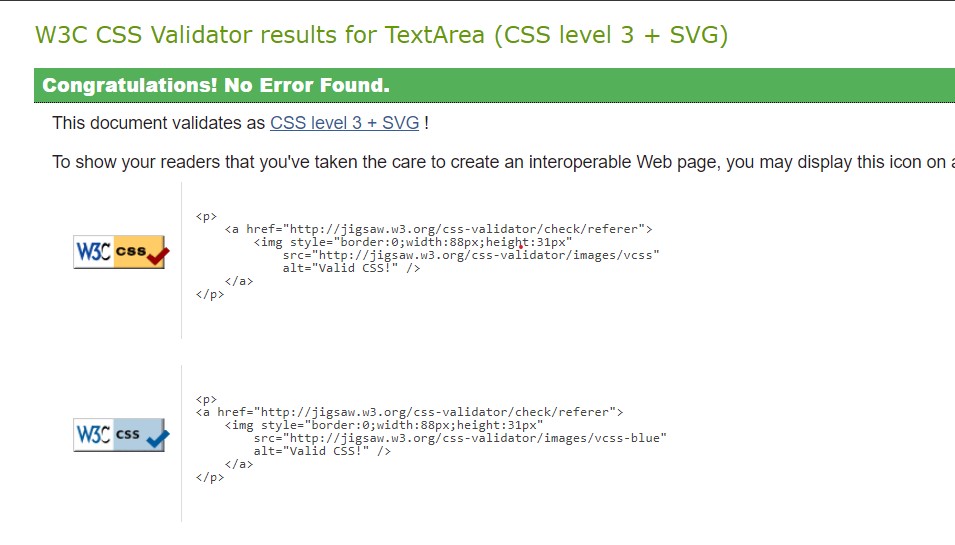 W3C CSS Validator results for TextArea (CSS level 3 + SVG)
Congratulations! No Error Found.
This document validates as CSS level 3 + SVG !
To show your readers that you've taken the care to create an interoperable Web page, you may display this icon on
W3C css
<p>
<a href="http://jigsaw.w3.org/css-validator/check/referer">
<img style="border:0;width:88px;height:31px"
src="http://jigsaw.w3.org/css-validator/images/vcss"
alt="Valid CSS!" />
</a>
</p>
W3C css
<p>
<a href="http://jigsaw.w3.org/css-validator/check/referer">
<img style="border:0;width:88px;height:31px"
src="http://jigsaw.w3.org/css-validator/images/vcss-blue"
alt="Valid CSS!" />
</a>
</p>